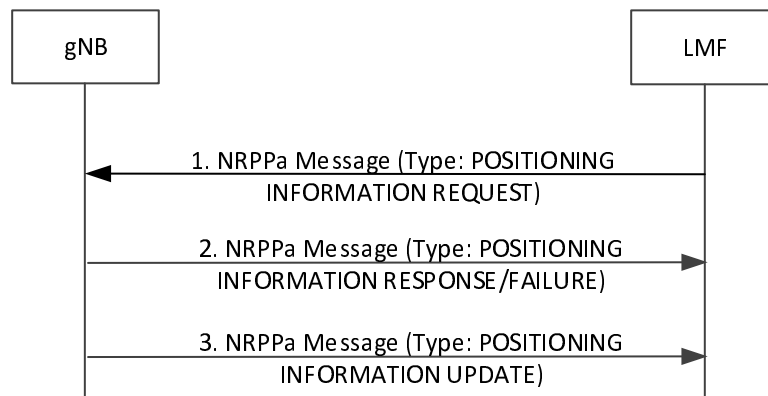 gNB
LMF
1. NRPPa Message (Type: POSITIONING
INFORMATION REQUEST)
2. NRPPa Message (Type: POSITIONING
INFORMATION RESPONSE/FAILURE)
3. NRPPa Message (Type: POSITIONING
INFORMATION UPDATE)